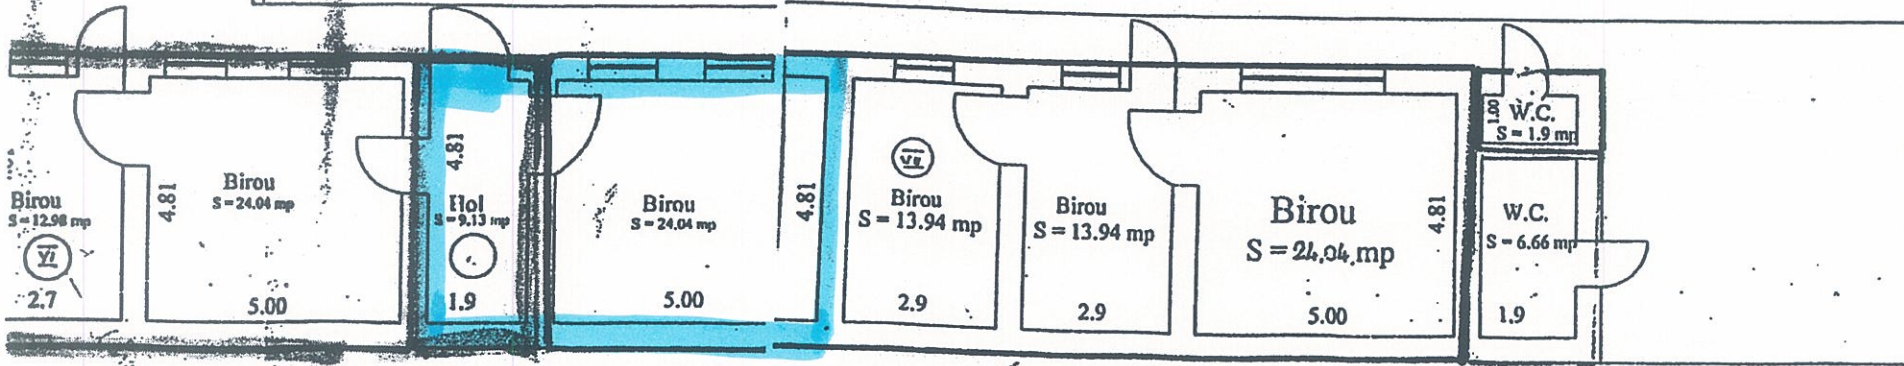 Birou
S = 12.98 mp
VI
2.7
4.81
Birou
S = 24.04 mp
5.00
4.81
Hol
S = 9.13 mp
1.9
Birou
S = 24.04 mp
4.81
5.00
VII
Birou
S = 13.94 mp
2.9
Birou
S = 13.94 mp
2.9
Birou
S = 24.04 mp
4.81
5.00
1.00
W.C.
S = 1.9 mp
W.C.
S = 6.66 mp
1.9